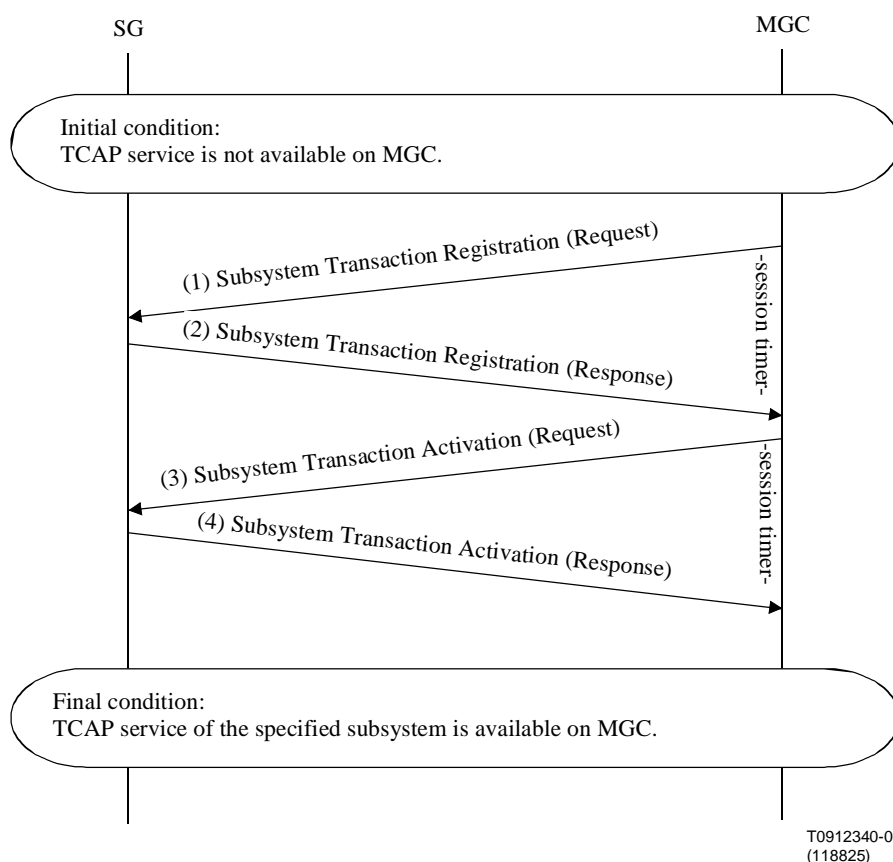 SG
MGC
Initial condition:
TCAP service is not available on MGC.
(1) Subsystem Transaction Registration (Request)
-session timer-
(2) Subsystem Transaction Registration (Response)
(3) Subsystem Transaction Activation (Request)
-session timer-
(4) Subsystem Transaction Activation (Response)
Final condition:
TCAP service of the specified subsystem is available on MGC.
T0912340-0
(118825)